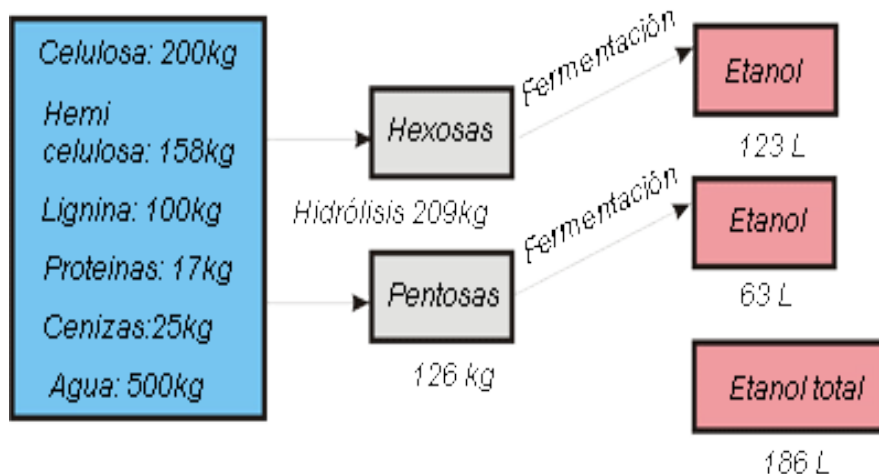 Celulosa: 200kg
Hemi
celulosa: 158kg
Lignina: 100kg
Proteinas: 17kg
Cenizas:25kg
Agua: 500kg
Hexosas
Hidrólisis 209kg
Pentosas
126 kg
Fermentación
Etanol
123 L
Fermentación
Etanol
63 L
Etanol total
186 L